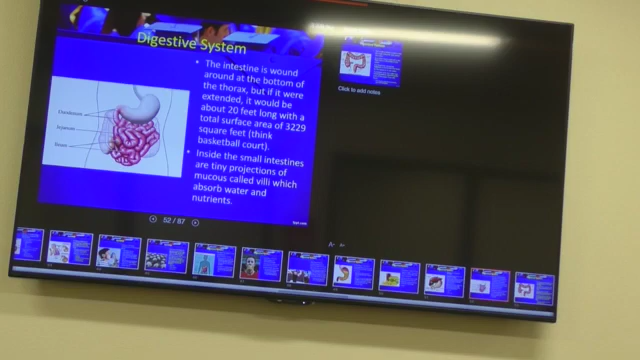 Digestive System
• The intestine is wound
around at the bottom of
the thorax, but if it were
extended, it would be
about 20 feet long with a
total surface area of 3229
square feet (think
basketball court).
• Inside the small intestines
are tiny projections of
mucous called villi which
absorb water and
nutrients.
Duodenum
Jejunum
Ileum
52 / 87
Click to add notes.